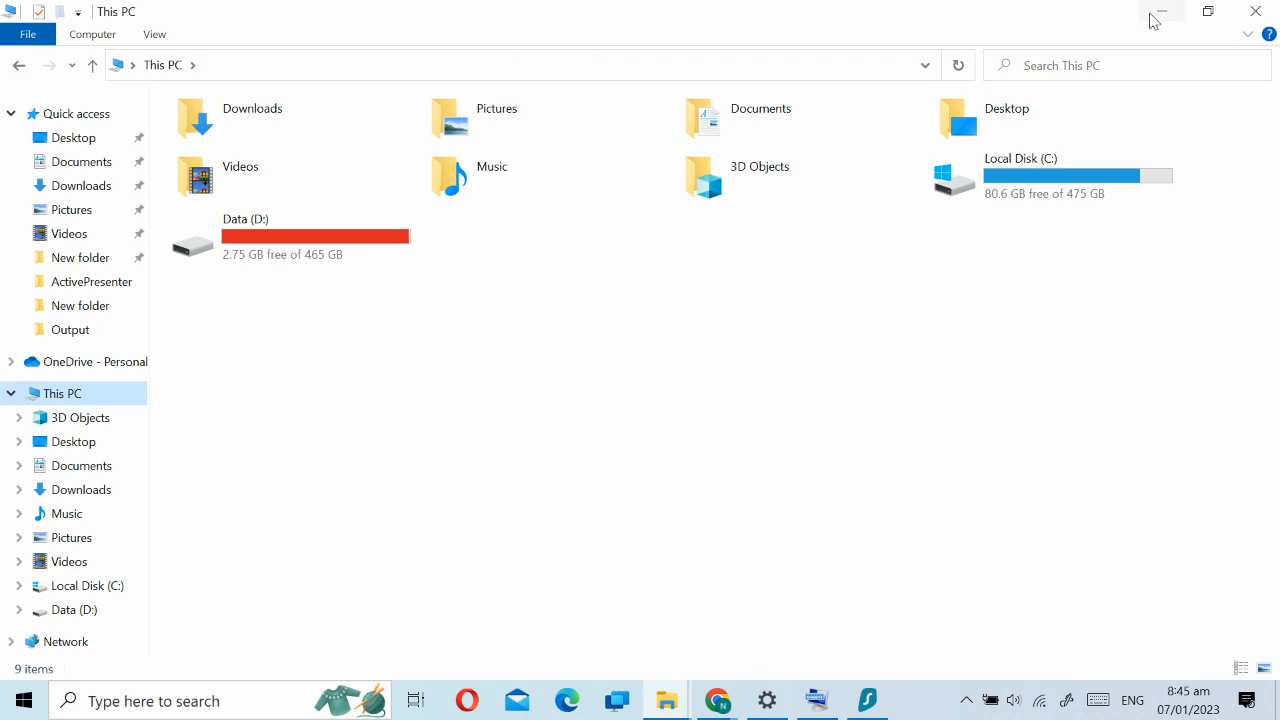 This PC
File Computer View
This PC
Search This PC
Quick access
Desktop
Documents
Downloads
Pictures
Videos
New folder
ActivePresenter
New folder
Output
OneDrive - Personal
This PC
3D Objects
Desktop
Documents
Downloads
Music
Pictures
Videos
Local Disk (C:)
Data (D:)
Network
Downloads
Pictures
Documents
Desktop
Videos
Music
3D Objects
Local Disk (C:)
80.6 GB free of 475 GB
Data (D:)
2.75 GB free of 465 GB
9 items
Type here to search
ENG
8:45 am
07/01/2023